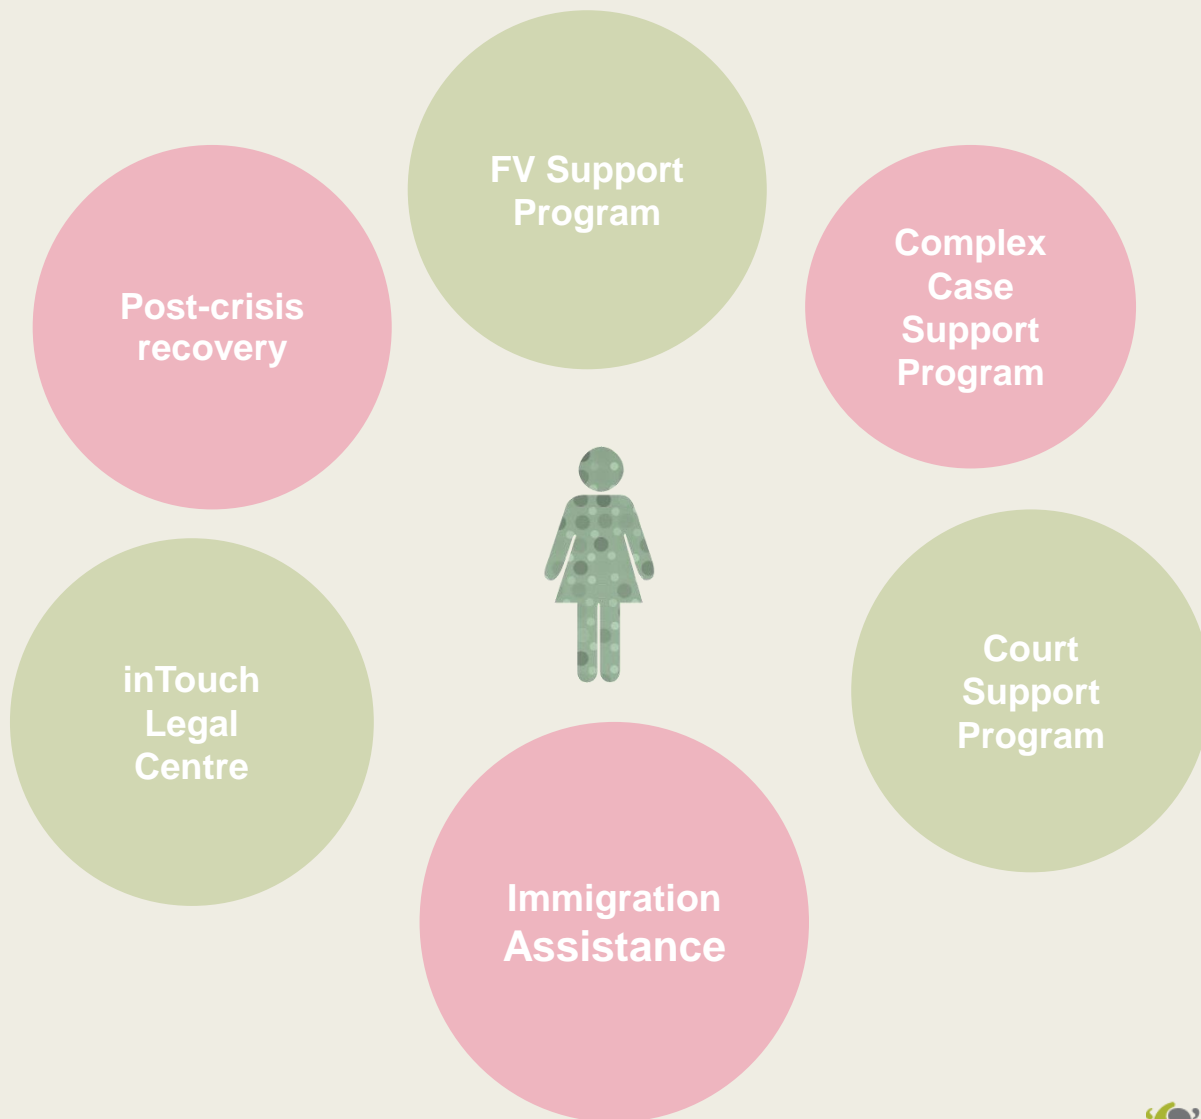 FV Support
Program
Complex
Case
Support
Program
Post-crisis
recovery
Court
Support
Program
inTouch
Legal
Centre
Immigration
Assistance